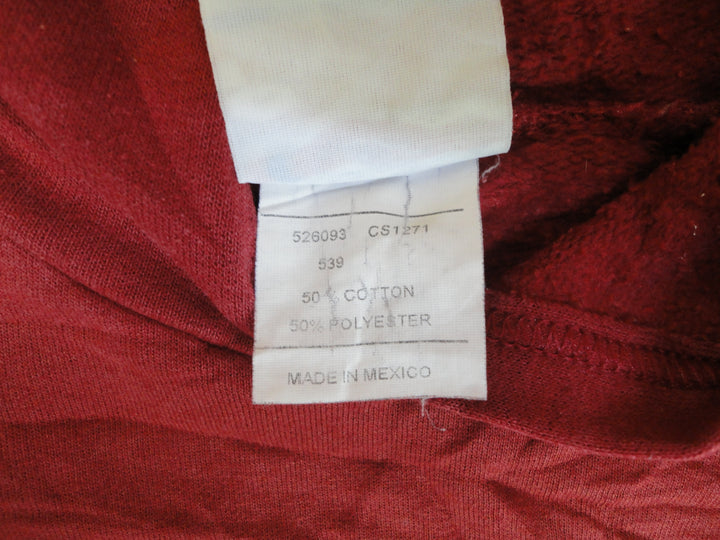 526093 CS1271
539
50% COTTON
50% POLYESTER
MADE IN MEXICO